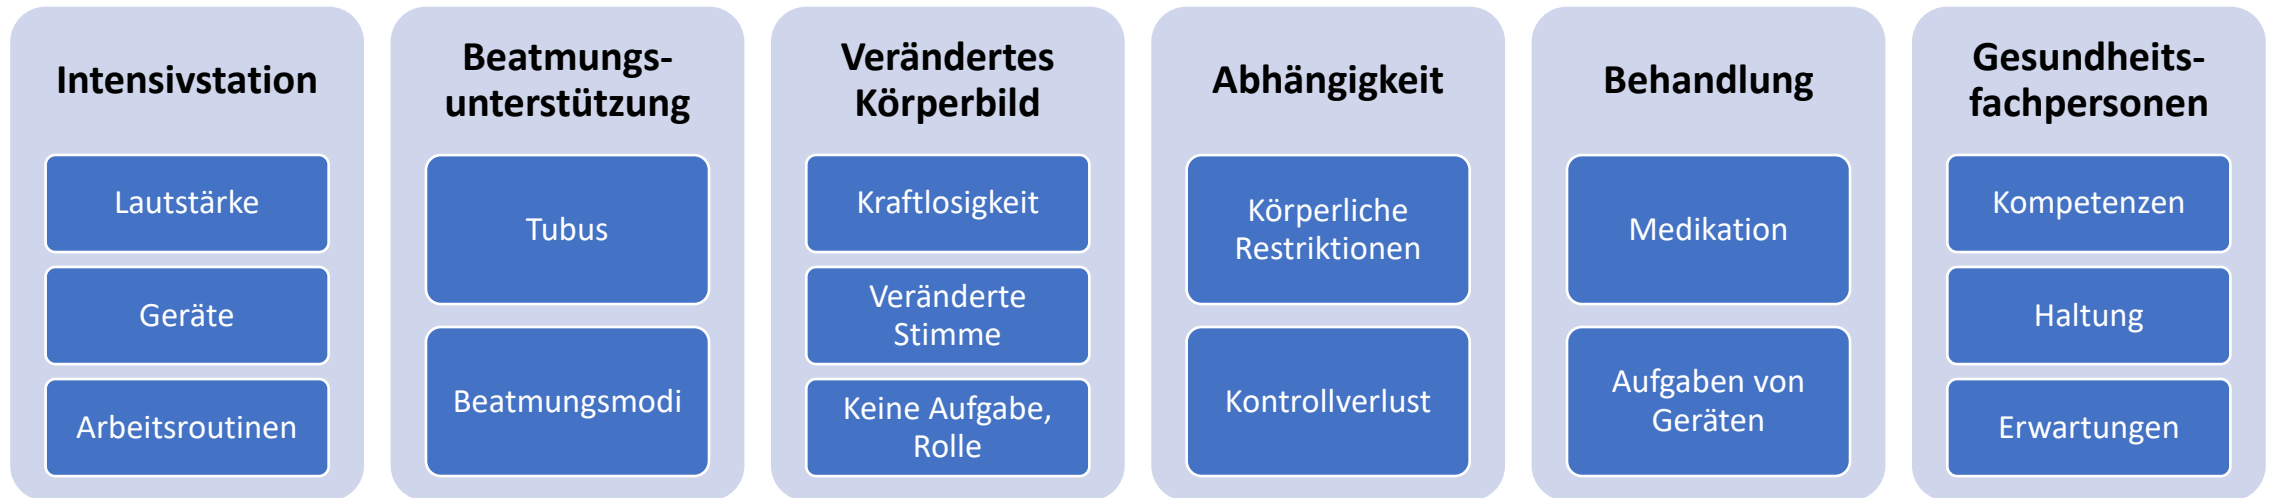 Intensivstation
Lautstärke
Geräte
Arbeitsroutinen
Beatmungs-
unterstützung
Tubus
Beatmungsmodi
Verändertes
Körperbild
Kraftlosigkeit
Veränderte
Stimme
Keine Aufgabe,
Rolle
Abhängigkeit
Körperliche
Restriktionen
Kontrollverlust
Behandlung
Medikation
Aufgaben von
Geräten
Gesundheits-
fachpersonen
Kompetenzen
Haltung
Erwartungen